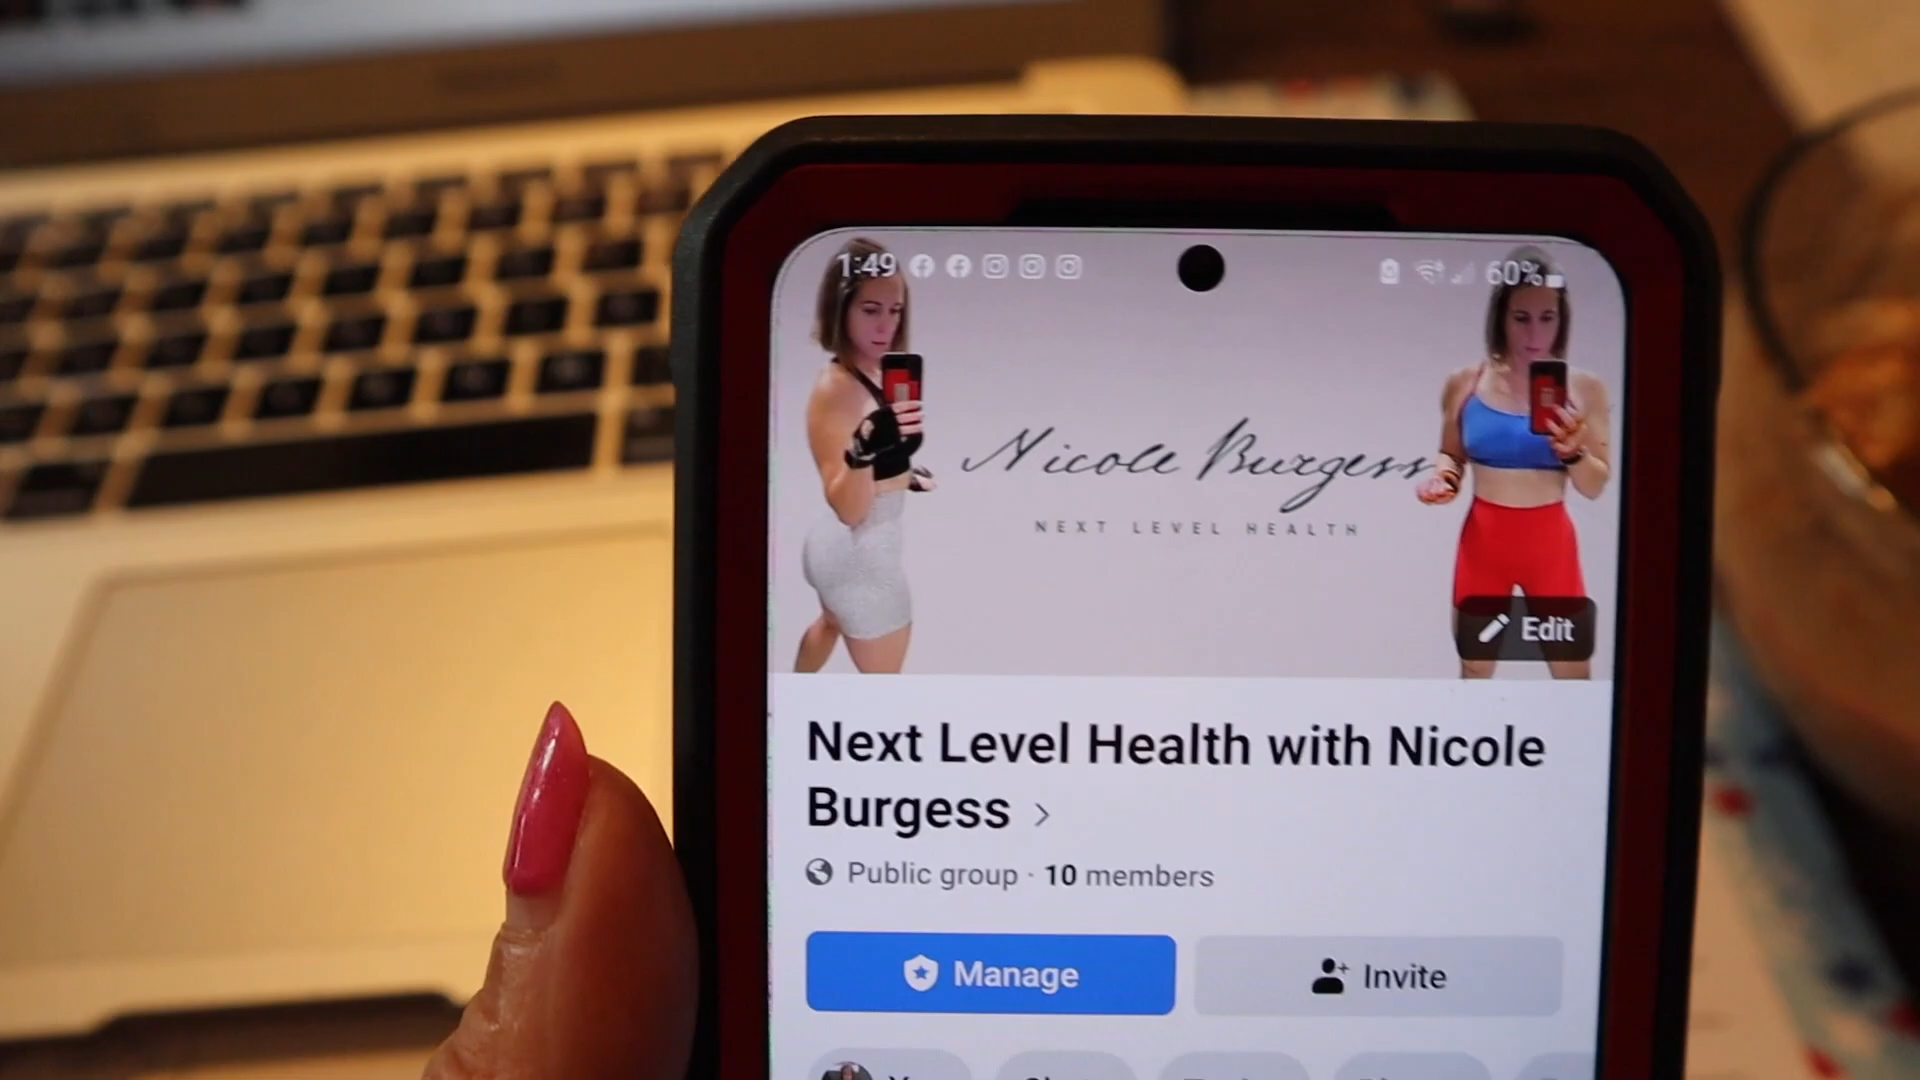 1:49
60%
Nicole Burgess
NEXT LEVEL HEALTH
Edit
Next Level Health with Nicole
Burgess >
Public group · 10 members
Manage
Invite